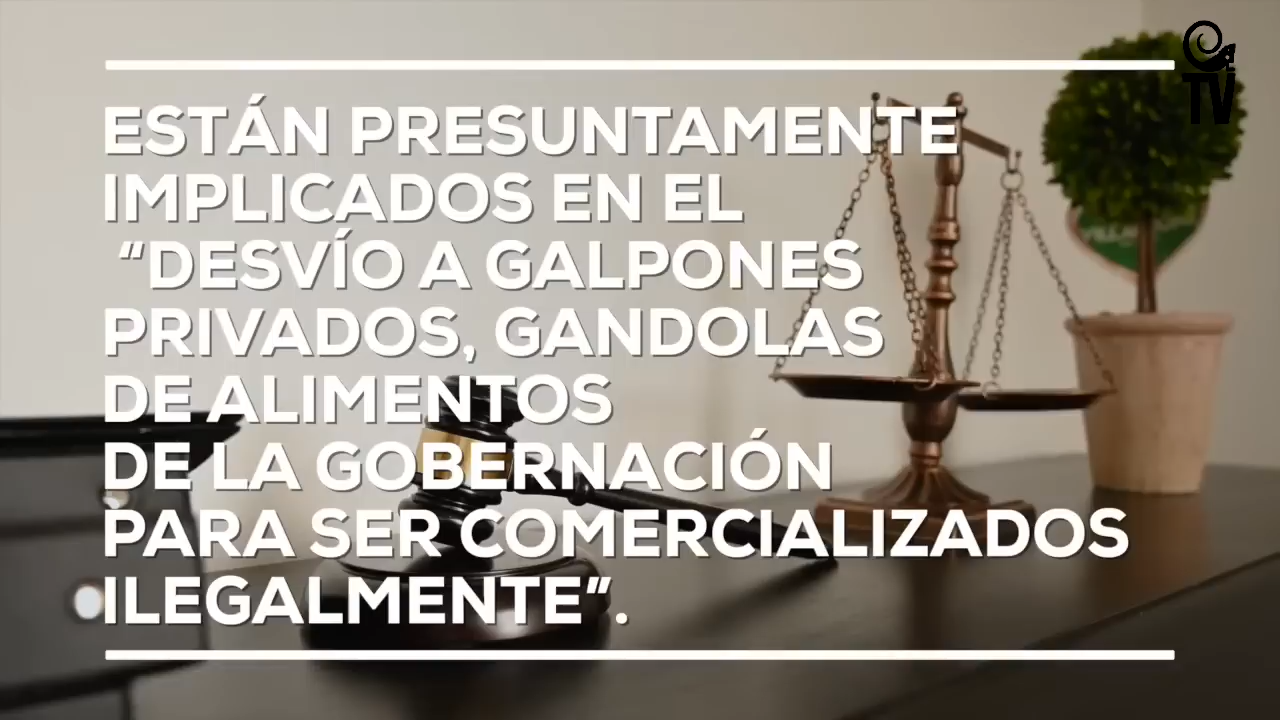 ESTÁN PRESUNTAMENTE
IMPLICADOS EN EL
“DESVÍO A GALPONES
PRIVADOS, GANDOLAS
DE ALIMENTOS
DE LA GOBERNACIÓN
PARA SER COMERCIALIZADOS
ILEGALMENTE”.
TV